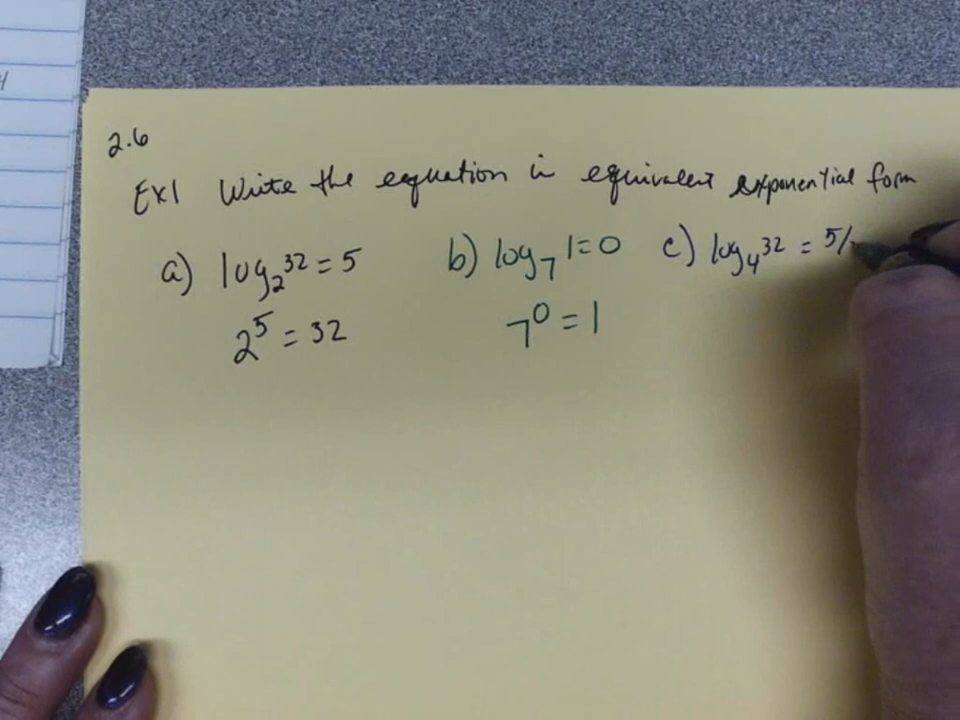 2.6
Ex1 Write the equation in equivalent exponential form
a) log₂32 = 5 b) log₇1 = 0 c) log₄32 = 5/
2⁵ = 32 7⁰ = 1